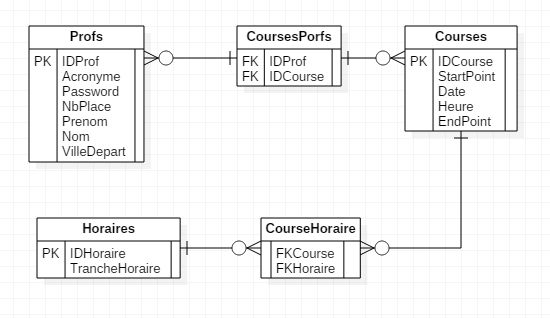 Profs
PK IDProf
Acronyme
Password
NbPlace
Prenom
Nom
VilleDepart
CoursesPorfs
FK IDProf
FK IDCourse
Courses
PK IDCourse
StartPoint
Date
Heure
EndPoint
Horaires
PK IDHoraire
TrancheHoraire
CourseHoraire
FKCourse
FKHoraire